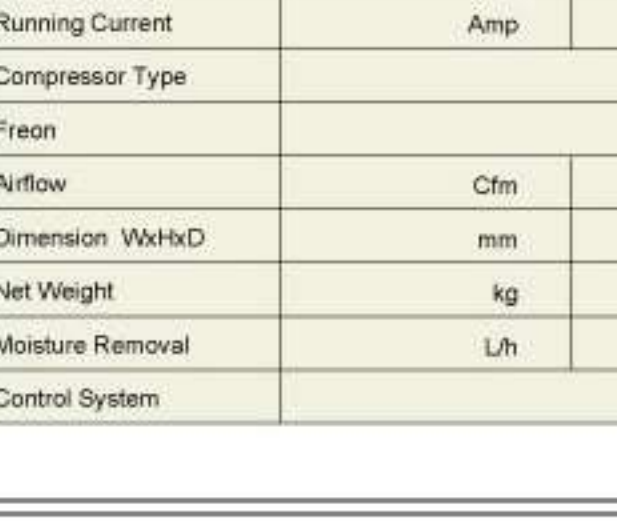 Running Current Amp
Compressor Type
Freon
Airflow Cfm
Dimension WxHxD mm
Net Weight kg
Moisture Removal L/h
Control System